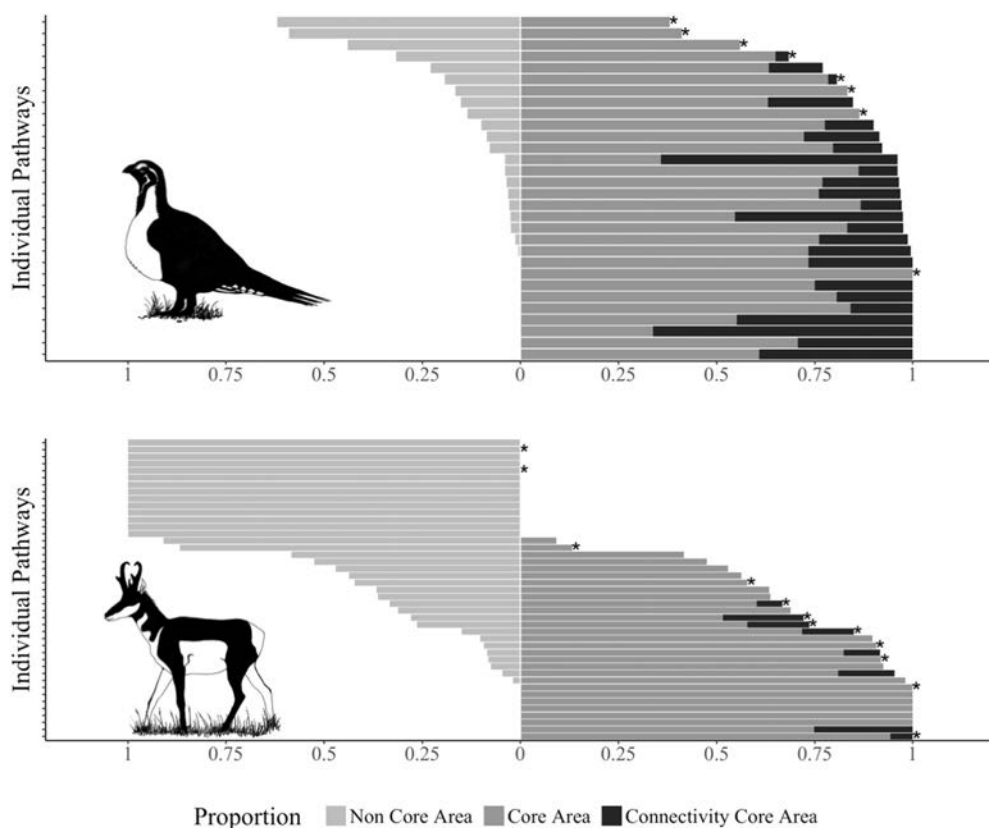 Individual Pathways
* * * * * * * *
1 0.75 0.5 0.25 0 0.25 0.5 0.75 1
Individual Pathways
* * * * * * * * * * * *
1 0.75 0.5 0.25 0 0.25 0.5 0.75 1
Proportion Non Core Area Core Area Connectivity Core Area